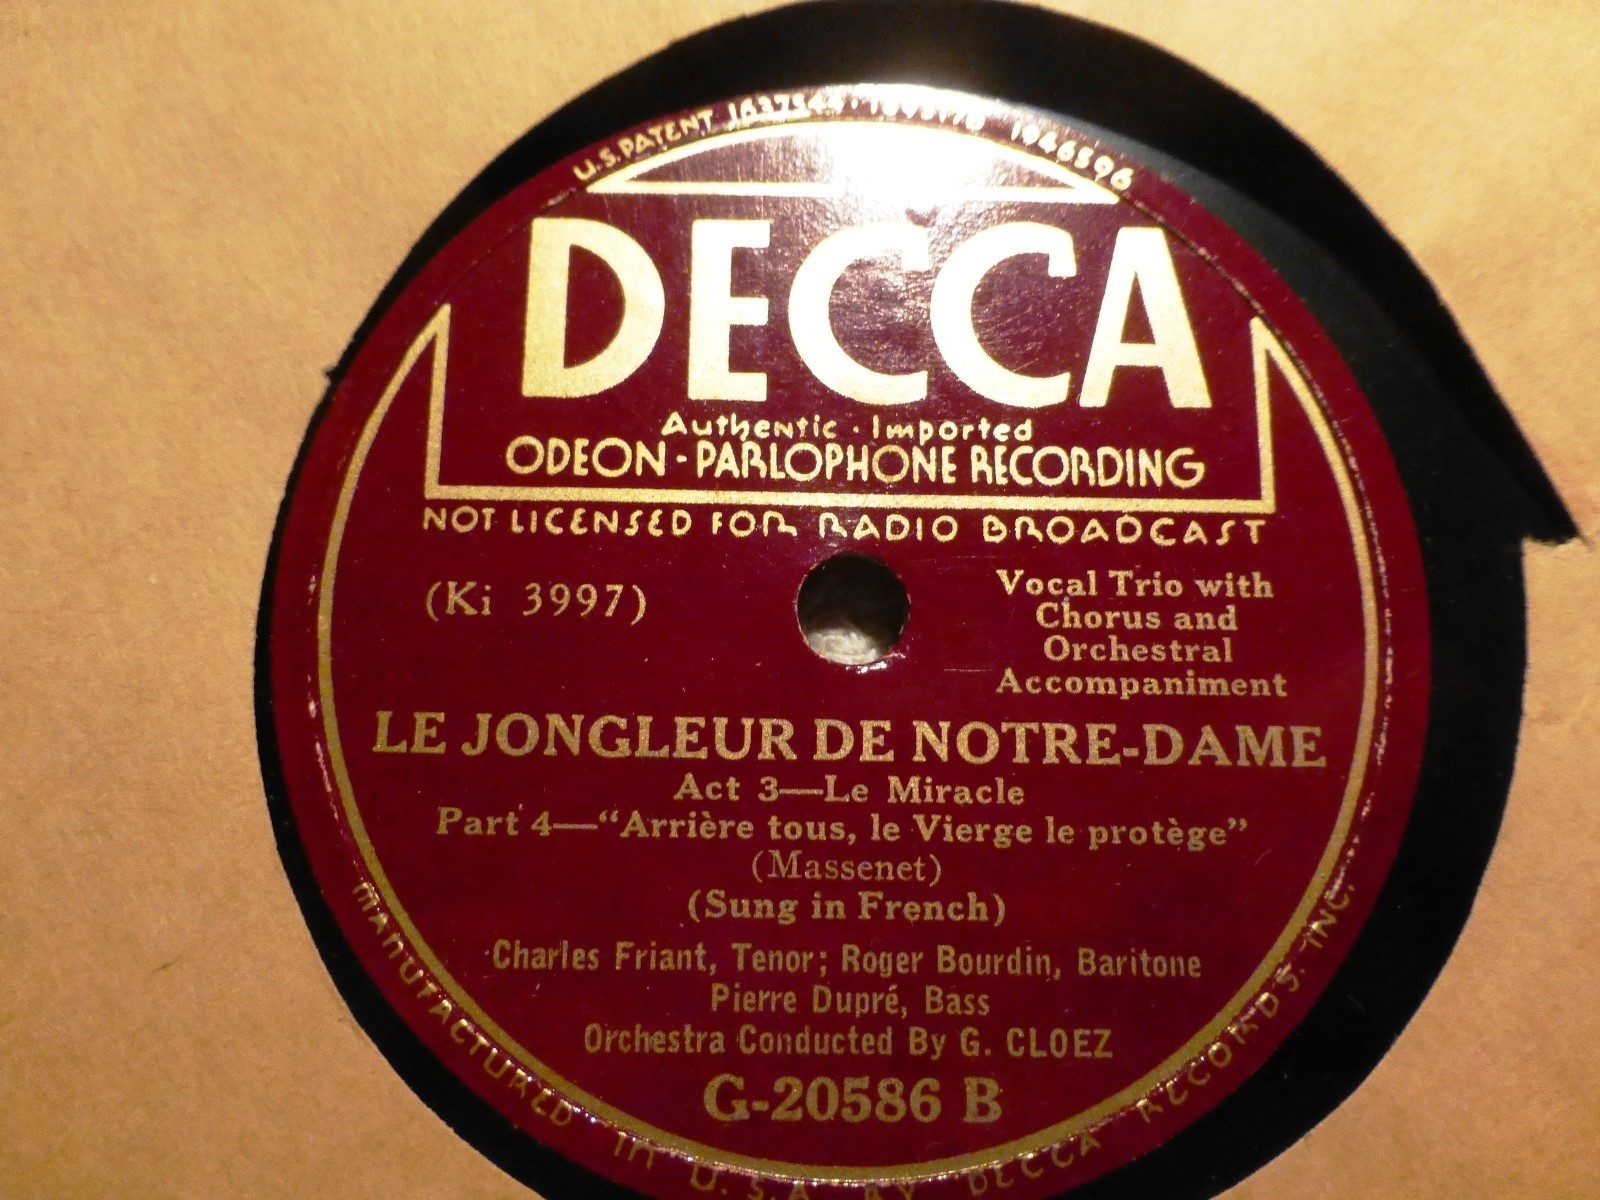 U.S. PATENT 1637544 · 1046596
DECCA
Authentic · Imported
ODEON - PARLOPHONE RECORDING
NOT LICENSED FOR RADIO BROADCAST
(Ki 3997)
Vocal Trio with
Chorus and
Orchestral
Accompaniment
LE JONGLEUR DE NOTRE-DAME
Act 3—Le Miracle
Part 4—“Arrière tous, le Vierge le protège”
(Massenet)
(Sung in French)
Charles Friant, Tenor; Roger Bourdin, Baritone
Pierre Dupré, Bass
Orchestra Conducted By G. CLOEZ
G-20586 B
MANUFACTURED IN U.S.A. BY DECCA RECORDS, INC.